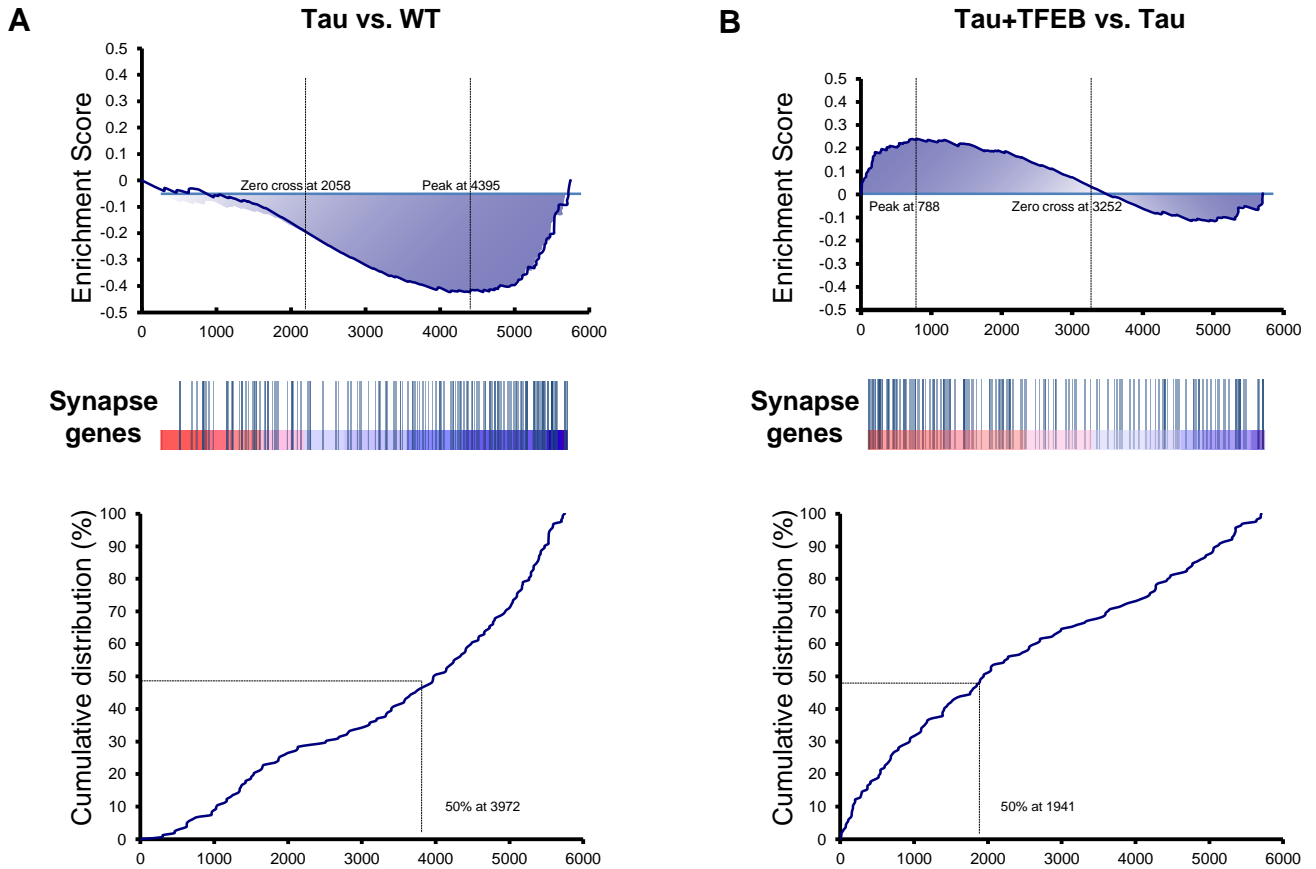 A
Tau vs. WT
Enrichment Score
0.5
0.4
0.3
0.2
0.1
0
-0.1
-0.2
-0.3
-0.4
-0.5
Zero cross at 2058
Peak at 4395
0 1000 2000 3000 4000 5000 6000
Synapse
genes
Cumulative distribution (%)
100
90
80
70
60
50
40
30
20
10
0
50% at 3972
0 1000 2000 3000 4000 5000 6000
B
Tau+TFEB vs. Tau
Enrichment Score
0.5
0.4
0.3
0.2
0.1
0
-0.1
-0.2
-0.3
-0.4
-0.5
Peak at 788
Zero cross at 3252
0 1000 2000 3000 4000 5000 6000
Synapse
genes
Cumulative distribution (%)
100
90
80
70
60
50
40
30
20
10
0
50% at 1941
0 1000 2000 3000 4000 5000 6000